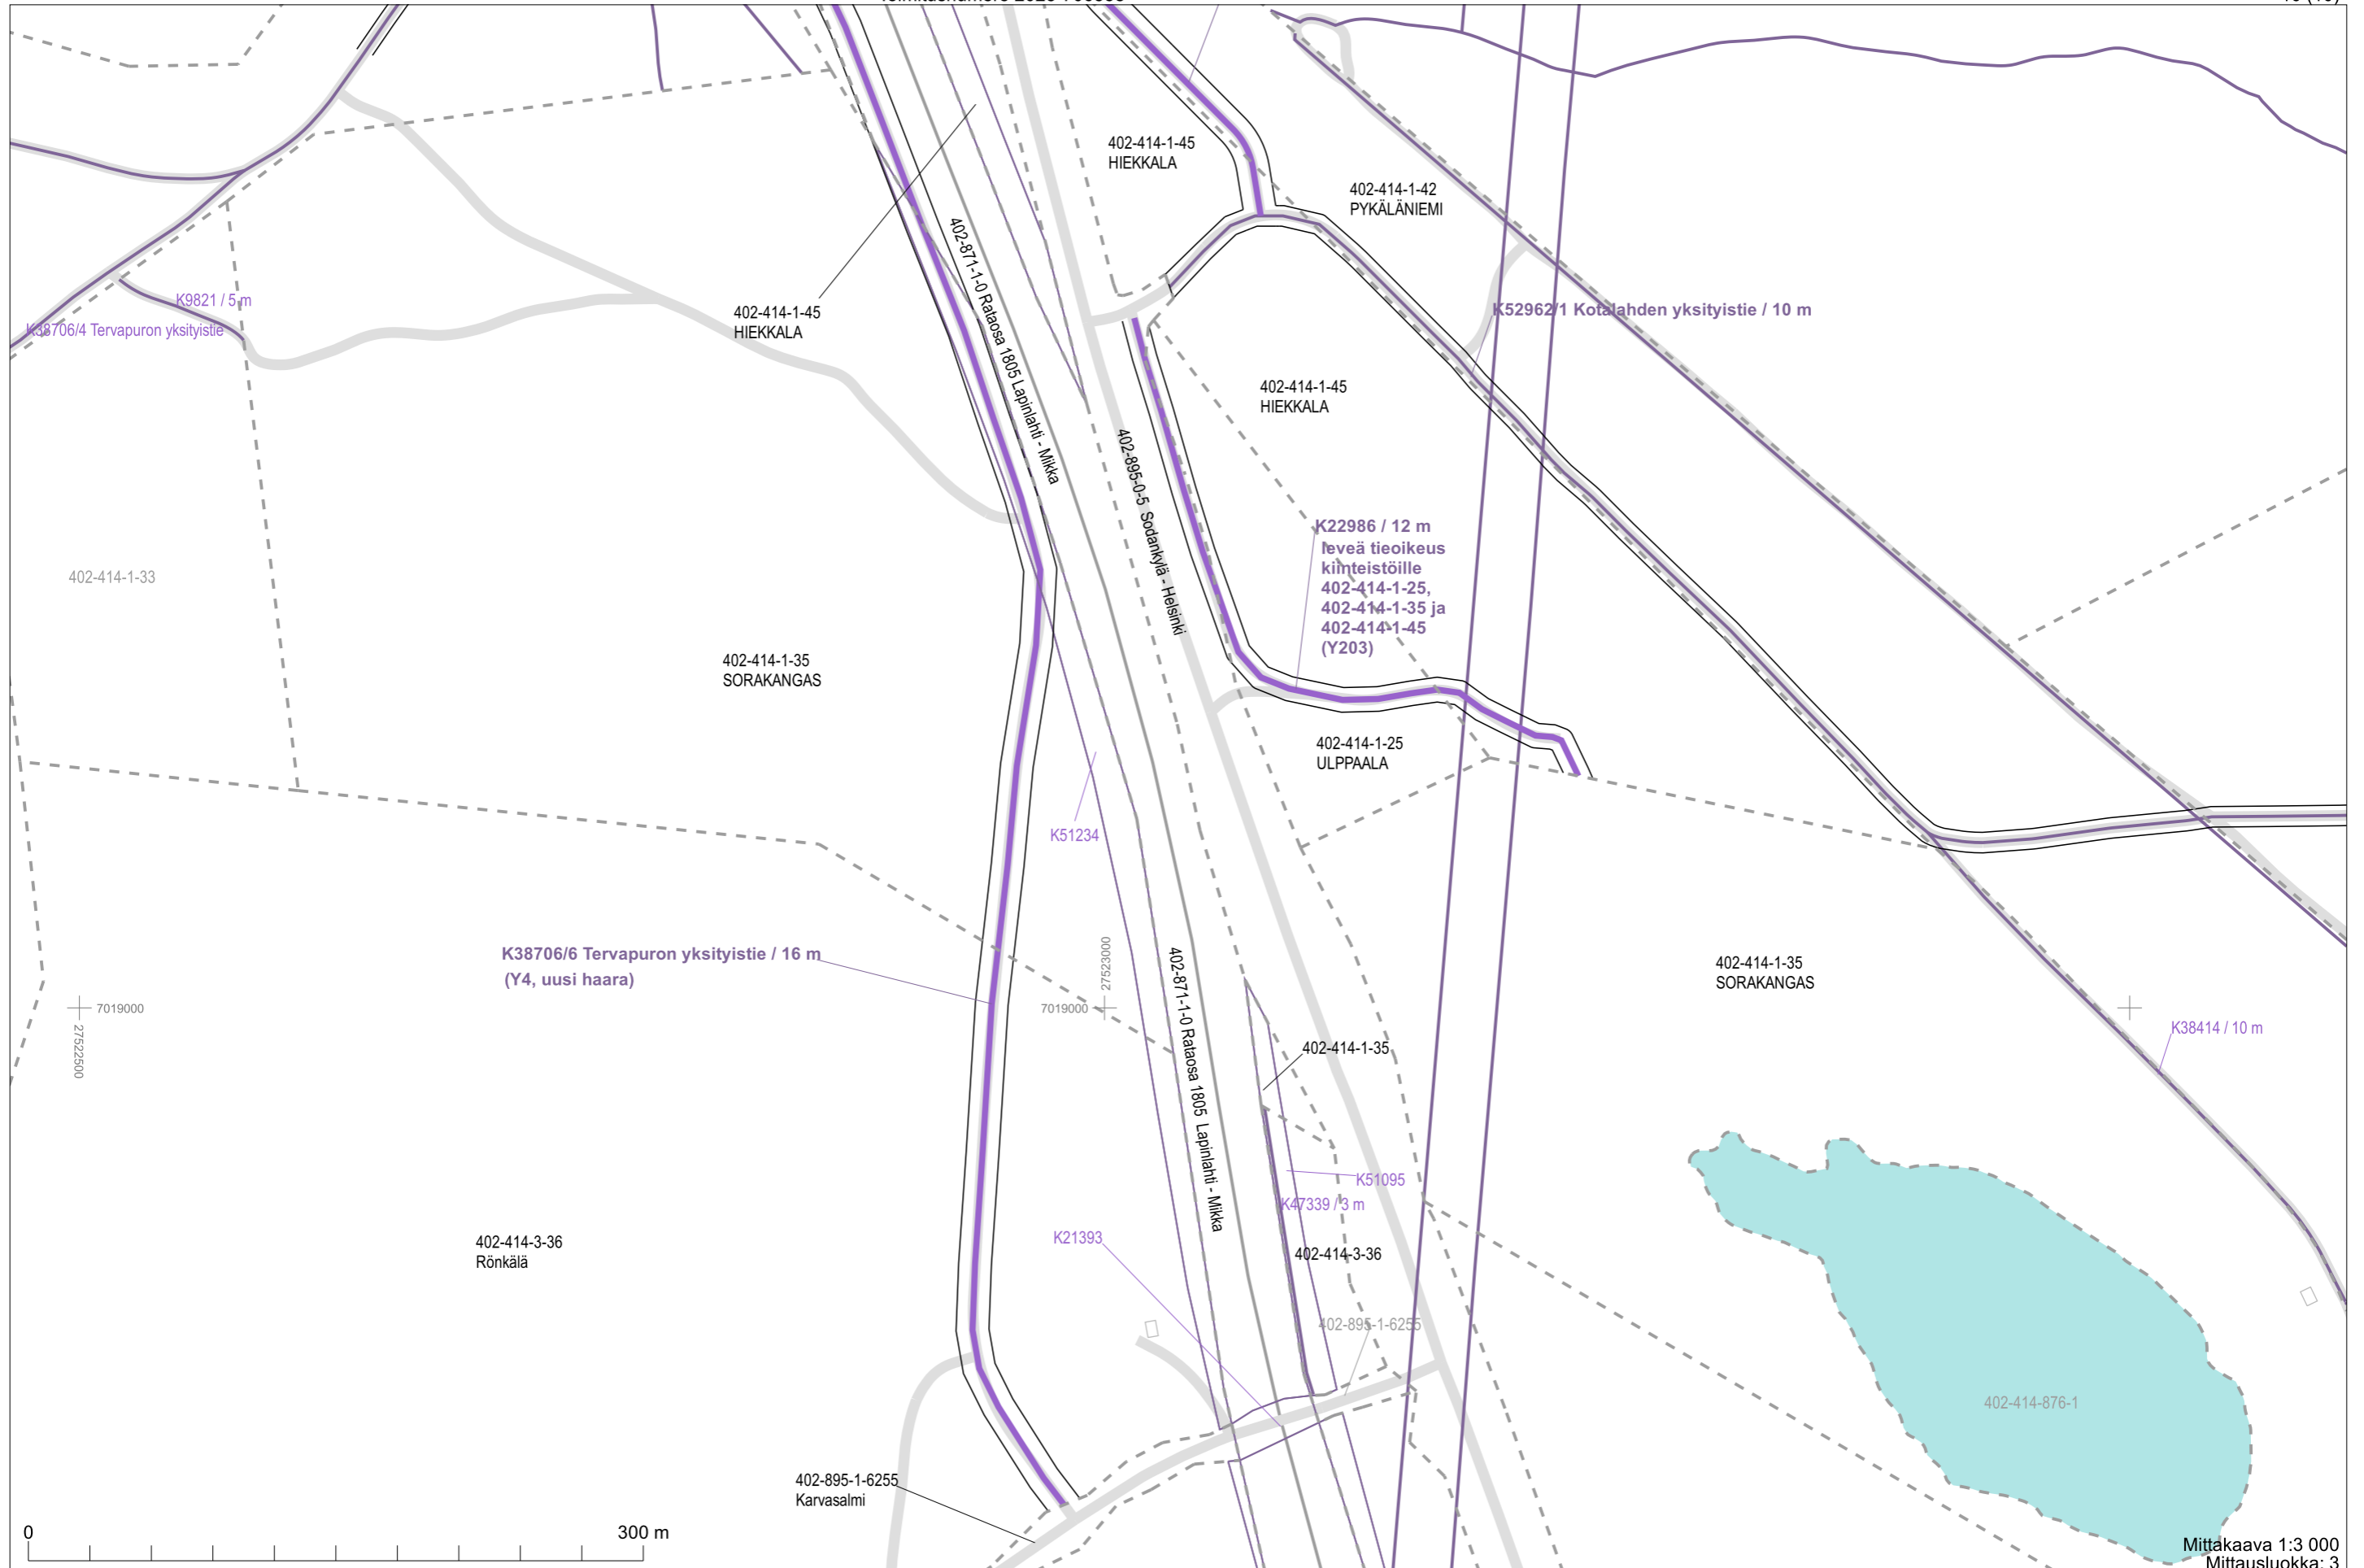 402-414-1-45
HIEKKALA
402-414-1-42
PYKÄLÄNIEMI
K9821 / 5 m
K38706/4 Tervapuron yksityistie
402-414-1-45
HIEKKALA
402-871-1-0 Rataosa 1805 Lapinlahti - Mikka
K52962/1 Kotalahden yksityistie / 10 m
402-414-1-45
HIEKKALA
402-895-0-5 Sodankylä - Helsinki
K22986 / 12 m
leveä tieoikeus
kiinteistöille
402-414-1-25,
402-414-1-35 ja
402-414-1-45
(Y203)
402-414-1-33
402-414-1-35
SORAKANGAS
402-414-1-25
ULPPAALA
K51234
K38706/6 Tervapuron yksityistie / 16 m
(Y4, uusi haara)
402-414-1-35
SORAKANGAS
7019000
27522500
7019000
27523000
402-871-1-0 Rataosa 1805 Lapinlahti - Mikka
402-414-1-35
K38414 / 10 m
K51095
K47339 / 3 m
K21393
402-414-3-36
Rönkälä
402-414-3-36
402-895-1-6255
402-414-876-1
402-895-1-6255
Karvasalmi
0
300 m
Mittakaava 1:3 000
Mittausluokka: 3